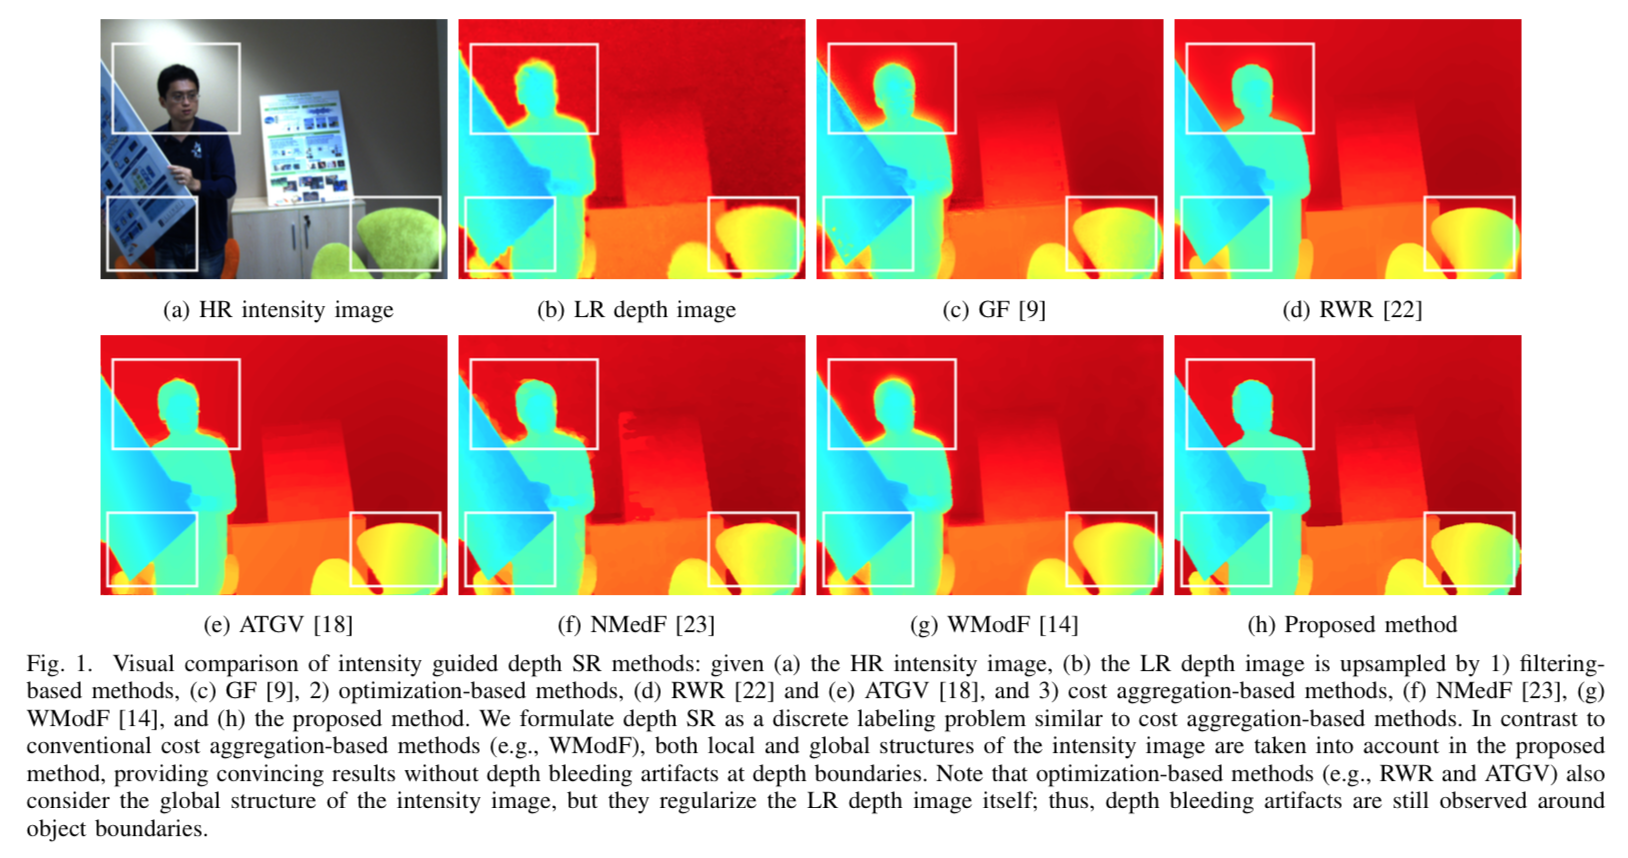 (a) HR intensity image
(b) LR depth image
(c) GF [9]
(d) RWR [22]
(e) ATGV [18]
(f) NMedF [23]
(g) WModF [14]
(h) Proposed method
Fig. 1. Visual comparison of intensity guided depth SR methods: given (a) the HR intensity image, (b) the LR depth image is upsampled by 1) filtering-
based methods, (c) GF [9], 2) optimization-based methods, (d) RWR [22] and (e) ATGV [18], and 3) cost aggregation-based methods, (f) NMedF [23], (g)
WModF [14], and (h) the proposed method. We formulate depth SR as a discrete labeling problem similar to cost aggregation-based methods. In contrast to
conventional cost aggregation-based methods (e.g., WModF), both local and global structures of the intensity image are taken into account in the proposed
method, providing convincing results without depth bleeding artifacts at depth boundaries. Note that optimization-based methods (e.g., RWR and ATGV) also
consider the global structure of the intensity image, but they regularize the LR depth image itself; thus, depth bleeding artifacts are still observed around
object boundaries.